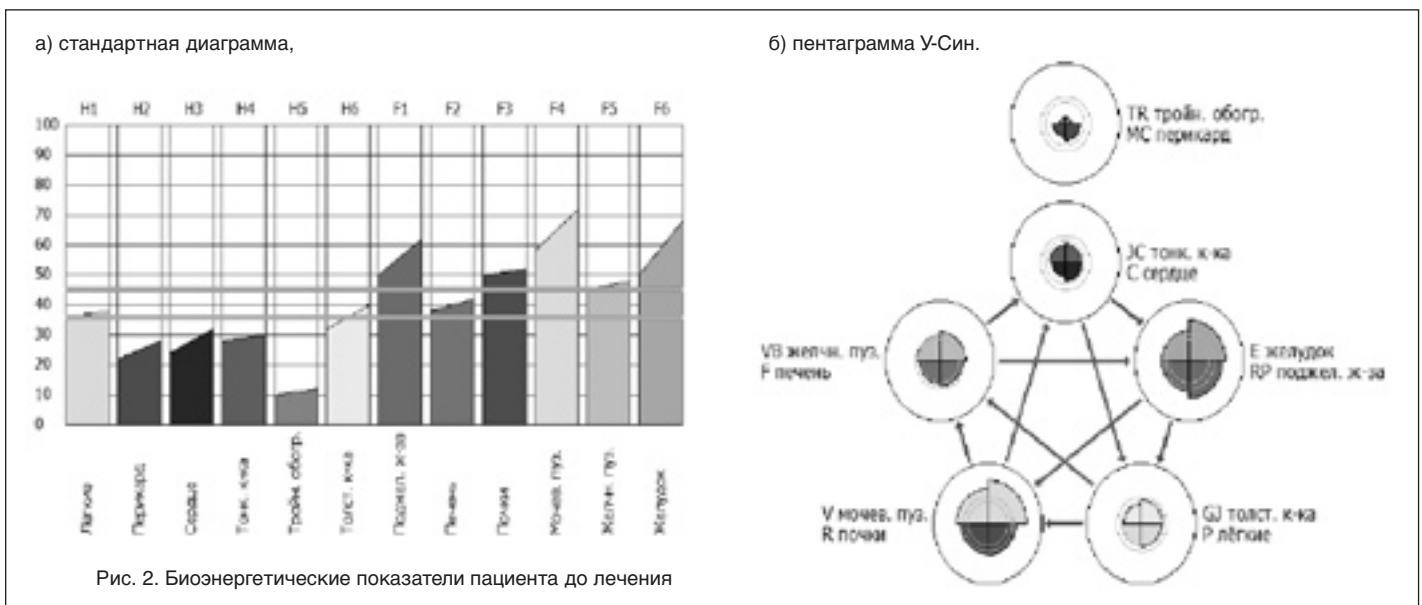 а) стандартная диаграмма,
б) пентаграмма У-Син.
H1 H2 H3 H4 H5 H6 F1 F2 F3 F4 F5 F6
100
90
80
70
60
50
40
30
20
10
0
Лёгкие
Перикард
Сердце
Тонк. к-ка
Тройн. обогр.
Толст. к-ка
Поджел. ж-за
Печень
Почки
Мочев. пуз.
Желчн. пуз.
Желудок
TR тройн. обогр.
MC перикард
JC тонк. к-ка
C сердце
VB желчн. пуз.
F печень
E желудок
RP поджел. ж-за
V мочев. пуз.
R почки
GJ толст. к-ка
P лёгкие
Рис. 2. Биоэнергетические показатели пациента до лечения